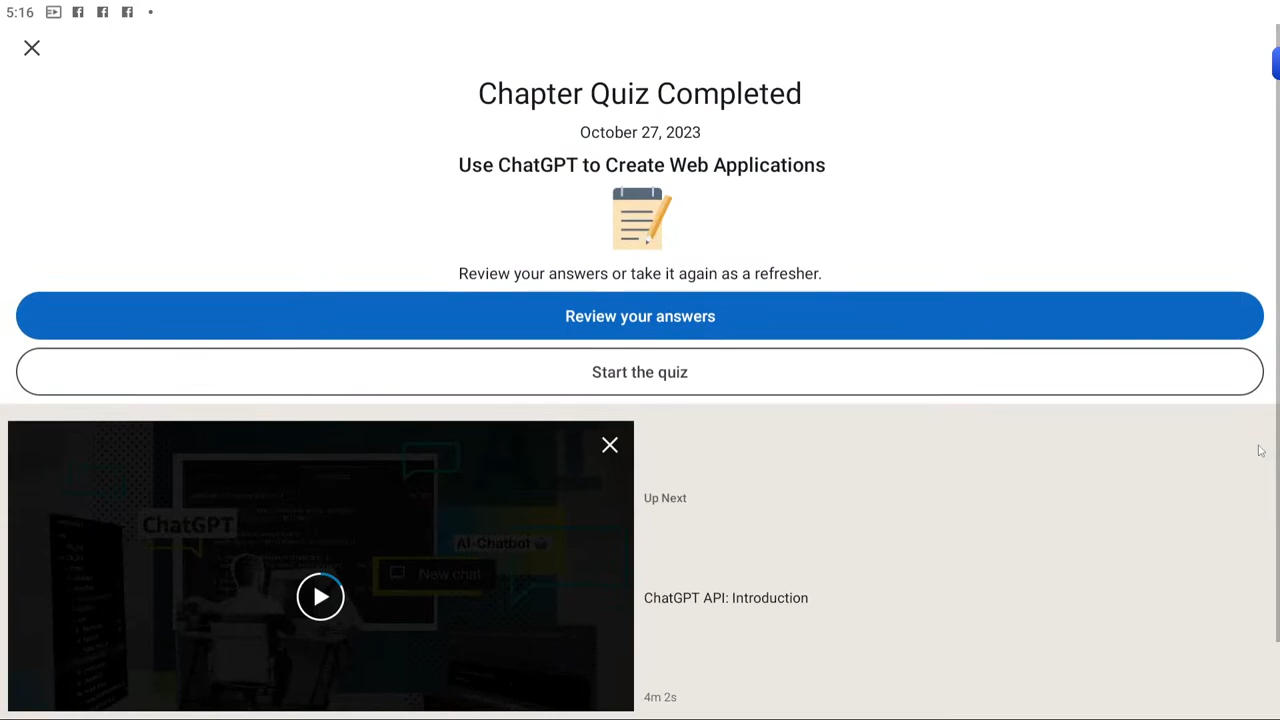 5:16
Chapter Quiz Completed
October 27, 2023
Use ChatGPT to Create Web Applications
Review your answers or take it again as a refresher.
Review your answers
Start the quiz
ChatGPT
AI-Chatbot
New chat
Up Next
ChatGPT API: Introduction
4m 2s